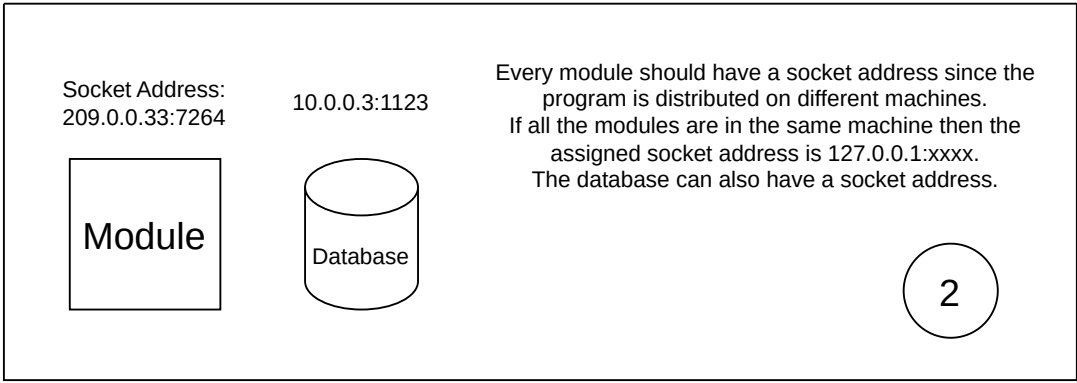 Socket Address:
209.0.0.33:7264
10.0.0.3:1123
Every module should have a socket address since the
program is distributed on different machines.
If all the modules are in the same machine then the
assigned socket address is 127.0.0.1:xxxx.
The database can also have a socket address.
Module
Database
2